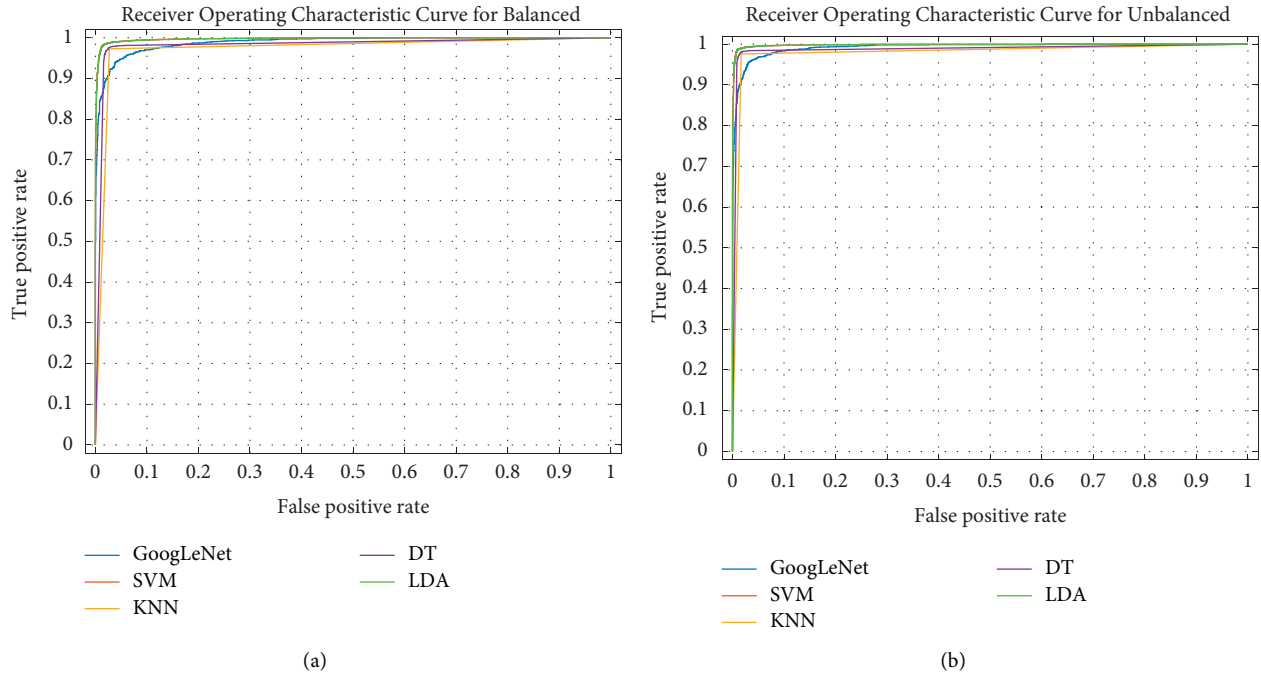 Receiver Operating Characteristic Curve for Balanced
1
0.9
0.8
0.7
0.6
0.5
0.4
0.3
0.2
0.1
0
True positive rate
0 0.1 0.2 0.3 0.4 0.5 0.6 0.7 0.8 0.9 1
False positive rate
GoogLeNet
SVM
KNN
DT
LDA
(a)
Receiver Operating Characteristic Curve for Unbalanced
1
0.9
0.8
0.7
0.6
0.5
0.4
0.3
0.2
0.1
0
True positive rate
0 0.1 0.2 0.3 0.4 0.5 0.6 0.7 0.8 0.9 1
False positive rate
GoogLeNet
SVM
KNN
DT
LDA
(b)